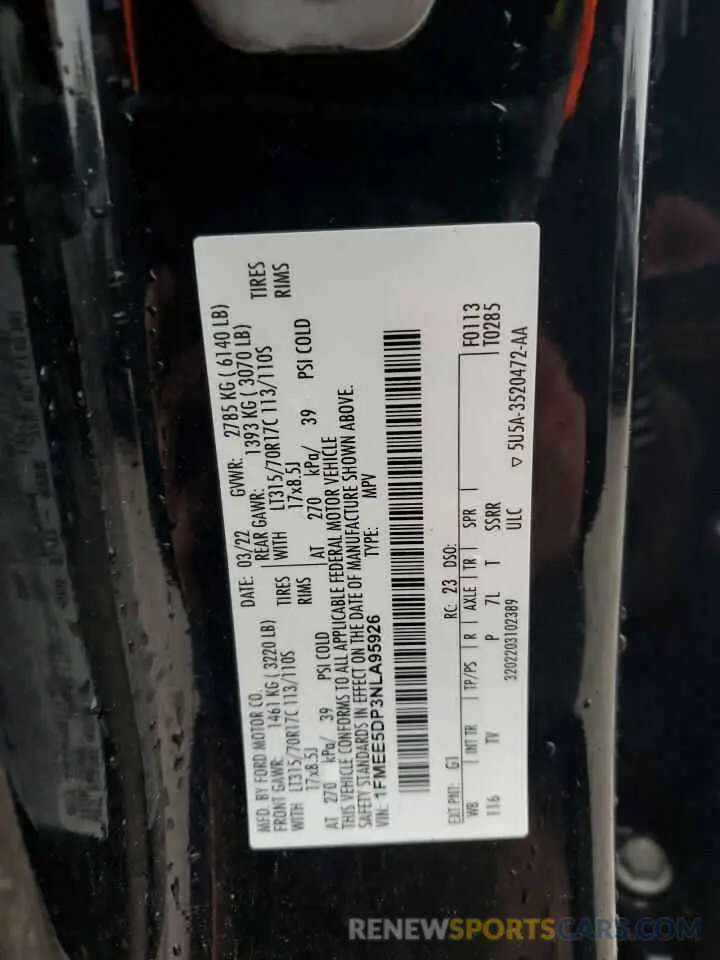 MFD. BY FORD MOTOR CO.
DATE: 03/22 GVWR: 2785 KG ( 6140 LB)
FRONT GAWR: 1461 KG ( 3220 LB) REAR GAWR: 1393 KG ( 3070 LB)
WITH LT315/70R17C 113/110S TIRES WITH LT315/70R17C 113/110S TIRES
17x8.5J RIMS 17x8.5J RIMS
AT 270 kPa/ 39 PSI COLD AT 270 kPa/ 39 PSI COLD
THIS VEHICLE CONFORMS TO ALL APPLICABLE FEDERAL MOTOR VEHICLE
SAFETY STANDARDS IN EFFECT ON THE DATE OF MANUFACTURE SHOWN ABOVE.
VIN: 1FMEE5DP3NLA95926 TYPE: MPV
EXT PNT: G1 RC: 23 DSO: F0113
WB INT TR TP/PS R AXLE TR SPR T0285
116 TV P 7L T SSRR
ULC
3202203102389 ▽ 5U5A-3520472-AA
RENEWSPORTSCARS.COM